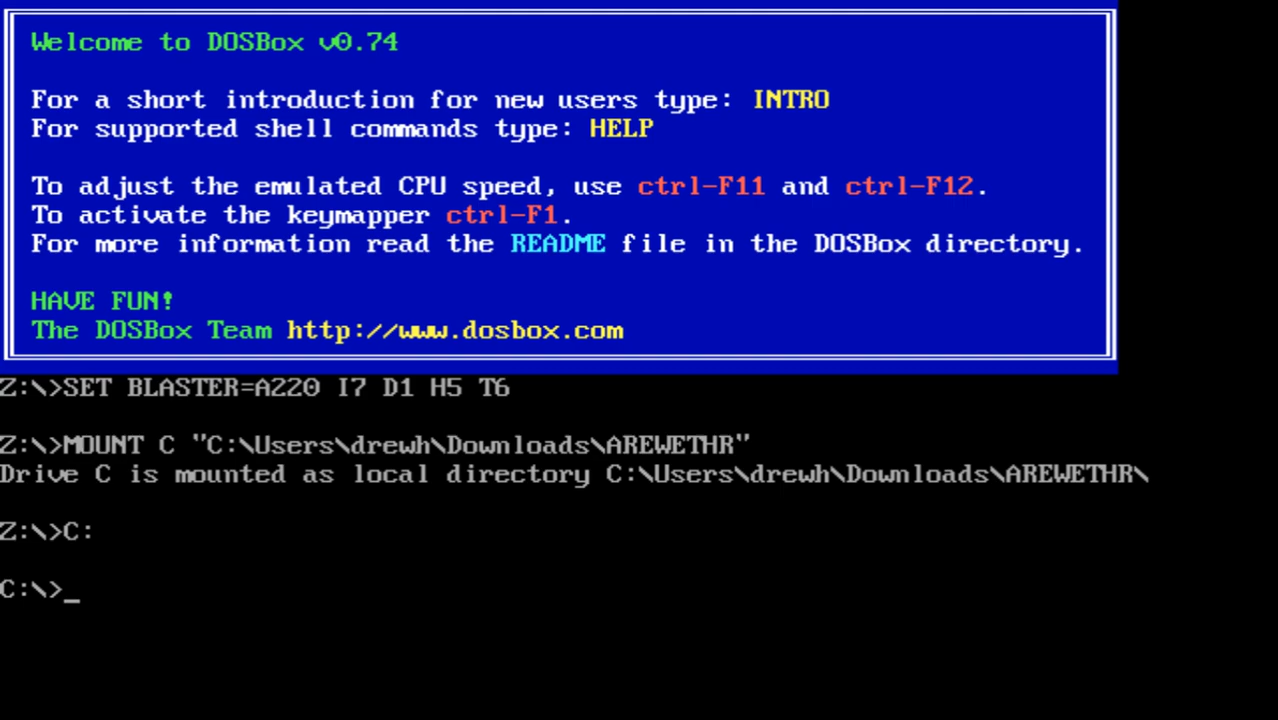 Welcome to DOSBox v0.74
For a short introduction for new users type: INTRO
For supported shell commands type: HELP
To adjust the emulated CPU speed, use ctrl-F11 and ctrl-F12.
To activate the keymapper ctrl-F1.
For more information read the README file in the DOSBox directory.
HAVE FUN!
The DOSBox Team http://www.dosbox.com
Z:\>SET BLASTER=A220 I7 D1 H5 T6
Z:\>MOUNT C "C:\Users\drewh\Downloads\AREWETHR"
Drive C is mounted as local directory C:\Users\drewh\Downloads\AREWETHR\
Z:\>C:
C:\>_